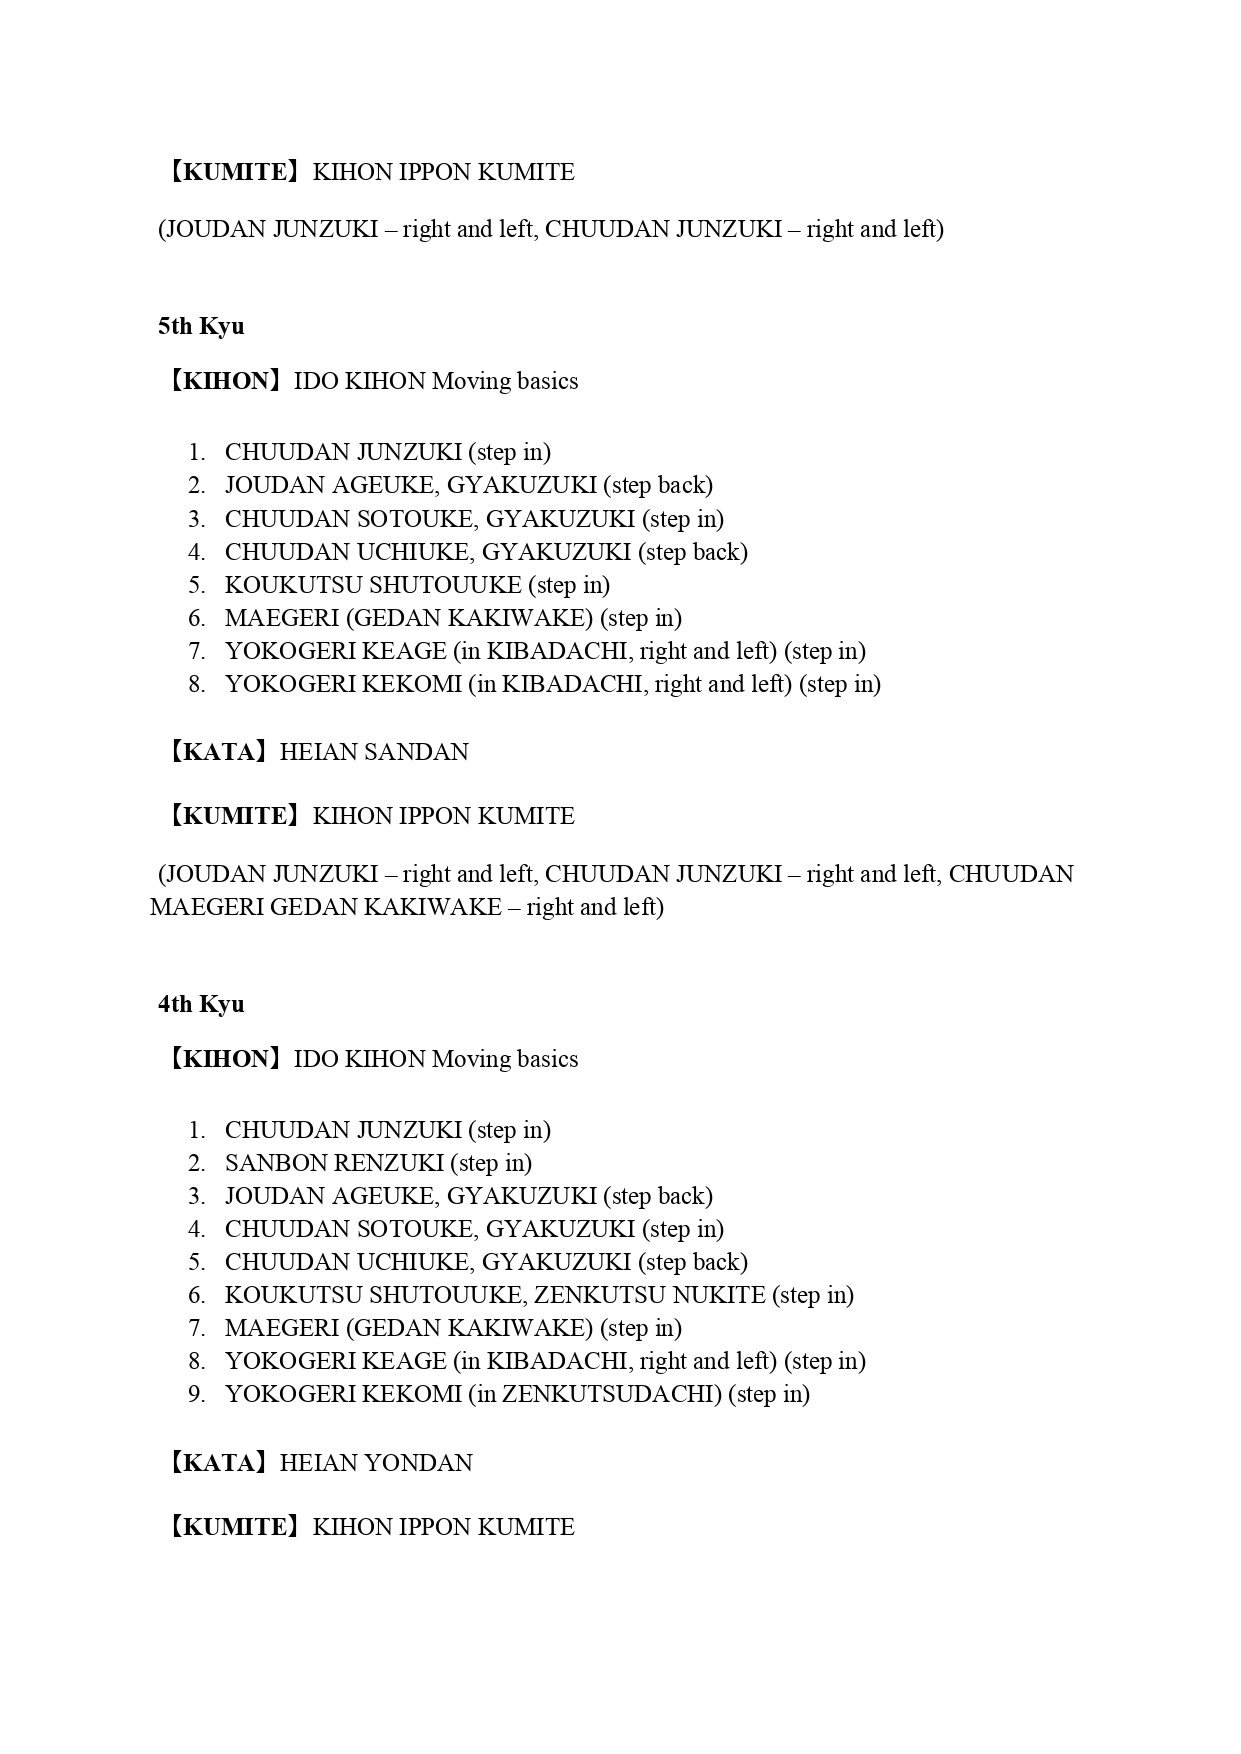 【KUMITE】KIHON IPPON KUMITE
(JOUDAN JUNZUKI – right and left, CHUUDAN JUNZUKI – right and left)
5th Kyu
【KIHON】IDO KIHON Moving basics
1. CHUUDAN JUNZUKI (step in)
2. JOUDAN AGEUKE, GYAKUZUKI (step back)
3. CHUUDAN SOTOUKE, GYAKUZUKI (step in)
4. CHUUDAN UCHIUKE, GYAKUZUKI (step back)
5. KOUKUTSU SHUTOUUKE (step in)
6. MAEGERI (GEDAN KAKIWAKE) (step in)
7. YOKOGERI KEAGE (in KIBADACHI, right and left) (step in)
8. YOKOGERI KEKOMI (in KIBADACHI, right and left) (step in)
【KATA】HEIAN SANDAN
【KUMITE】KIHON IPPON KUMITE
(JOUDAN JUNZUKI – right and left, CHUUDAN JUNZUKI – right and left, CHUUDAN
MAEGERI GEDAN KAKIWAKE – right and left)
4th Kyu
【KIHON】IDO KIHON Moving basics
1. CHUUDAN JUNZUKI (step in)
2. SANBON RENZUKI (step in)
3. JOUDAN AGEUKE, GYAKUZUKI (step back)
4. CHUUDAN SOTOUKE, GYAKUZUKI (step in)
5. CHUUDAN UCHIUKE, GYAKUZUKI (step back)
6. KOUKUTSU SHUTOUUKE, ZENKUTSU NUKITE (step in)
7. MAEGERI (GEDAN KAKIWAKE) (step in)
8. YOKOGERI KEAGE (in KIBADACHI, right and left) (step in)
9. YOKOGERI KEKOMI (in ZENKUTSUDACHI) (step in)
【KATA】HEIAN YONDAN
【KUMITE】KIHON IPPON KUMITE